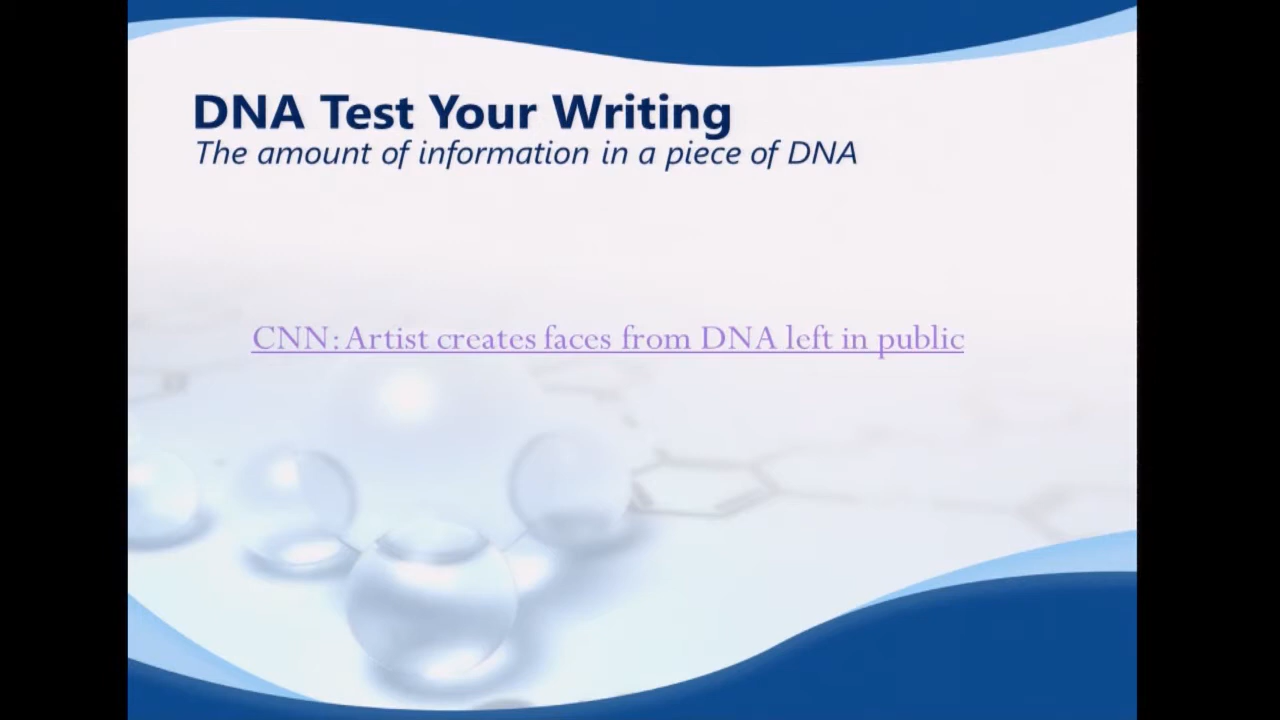 DNA Test Your Writing
The amount of information in a piece of DNA
CNN: Artist creates faces from DNA left in public